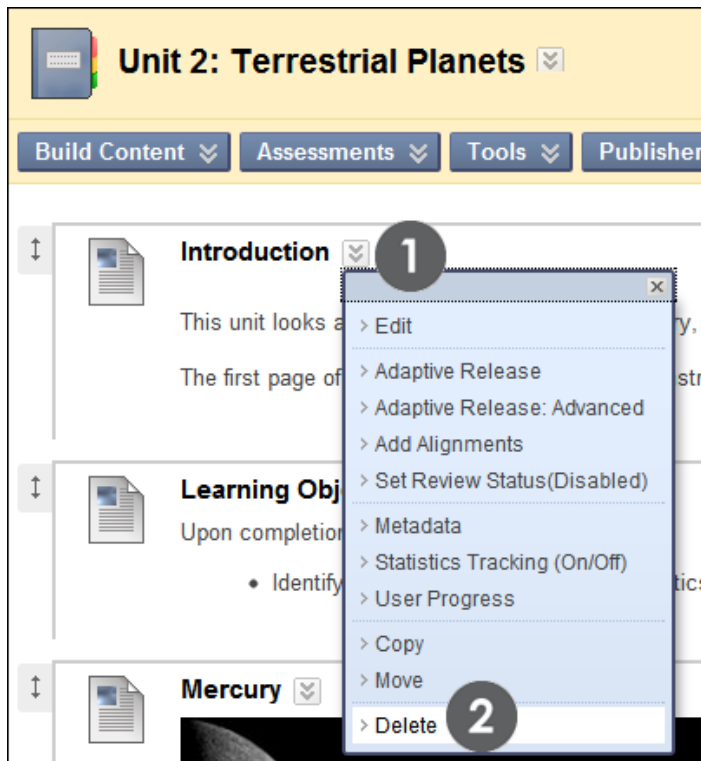 Unit 2: Terrestrial Planets
Build Content Assessments Tools Publisher
Introduction 1
This unit looks a
The first page of
Edit
Adaptive Release
Adaptive Release: Advanced
Add Alignments
Set Review Status(Disabled)
Metadata
Statistics Tracking (On/Off)
User Progress
Copy
Move
Delete 2
Learning Obj
Upon completion
Identify
Mercury